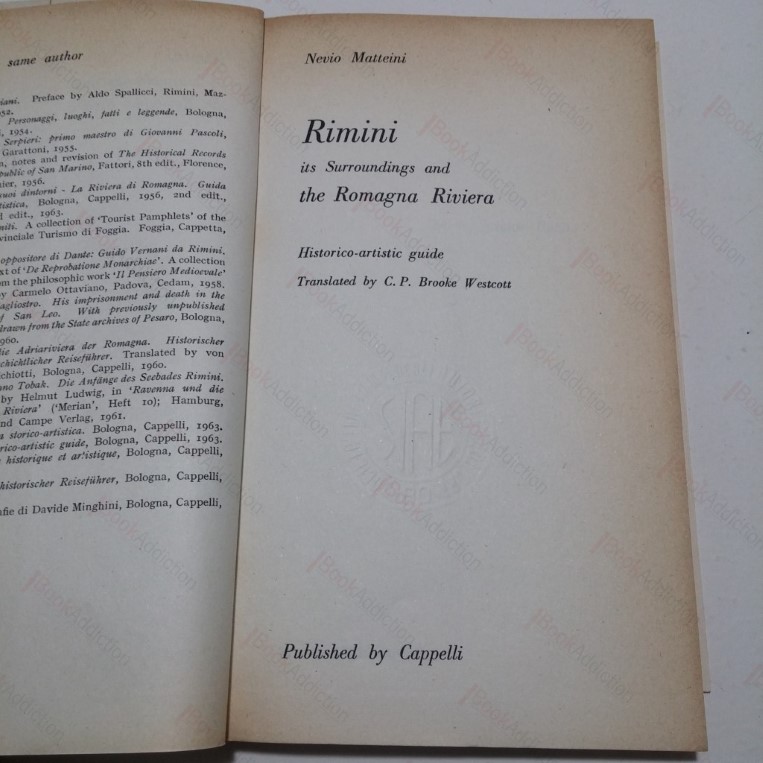 same author
Preface by Aldo Spallicci, Rimini, Maz-
Personaggi, luoghi, fatti e leggende, Bologna,
, 1954.
Serpieri: primo maestro di Giovanni Pascoli,
Garattoni, 1955.
, notes and revision of The Historical Records
Republic of San Marino, Fattori, 8th edit., Florence,
1956.
suoi dintorni - La Riviera di Romagna. Guida
Bologna, Cappelli, 1956, 2nd edit.,
edit., 1963.
A collection of 'Tourist Pamphlets' of the
Turismo di Foggia. Foggia, Cappetta,
oppositore di Dante: Guido Vernani da Rimini.
of 'De Reprobatione Monarchiae'. A collection
from the philosophic work 'Il Pensiero Medioevale'
by Carmelo Ottaviano, Padova, Cedam, 1958.
His imprisonment and death in the
of San Leo. With previously unpublished
drawn from the State archives of Pesaro, Bologna,
1960.
die Adriariviera der Romagna. Historischer
Reiseführer. Translated by von
Bologna, Cappelli, 1960.
Tobak. Die Anfänge des Seebades Rimini.
by Helmut Ludwig, in 'Ravenna und die
Riviera' ('Merian', Heft 10); Hamburg,
und Campe Verlag, 1961.
storico-artistica. Bologna, Cappelli, 1963.
guide, Bologna, Cappelli, 1963.
historique et artistique, Bologna, Cappelli,
historischer Reiseführer, Bologna, Cappelli,
di Davide Minghini, Bologna, Cappelli,
Nevio Matteini
Rimini
its Surroundings and
the Romagna Riviera
Historico-artistic guide
Translated by C. P. Brooke Westcott
Published by Cappelli
BookAddiction